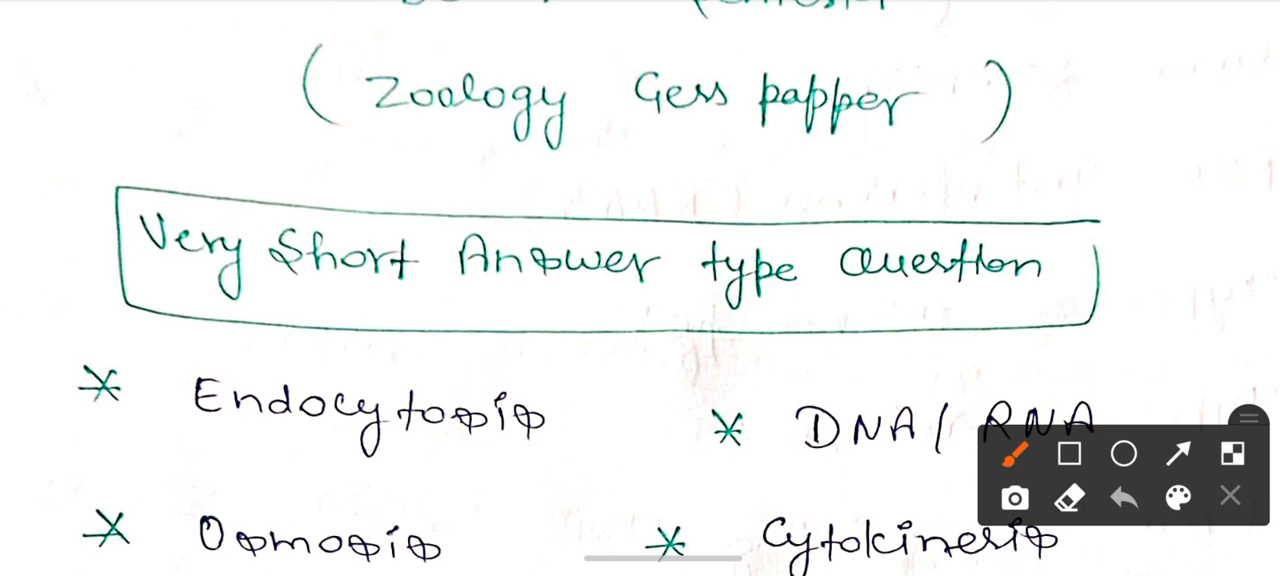 (Zoology Gess papper)
Very Short Answer type Question
* Endocytosis * DNA / RNA
* Osmosis * Cytokinesis